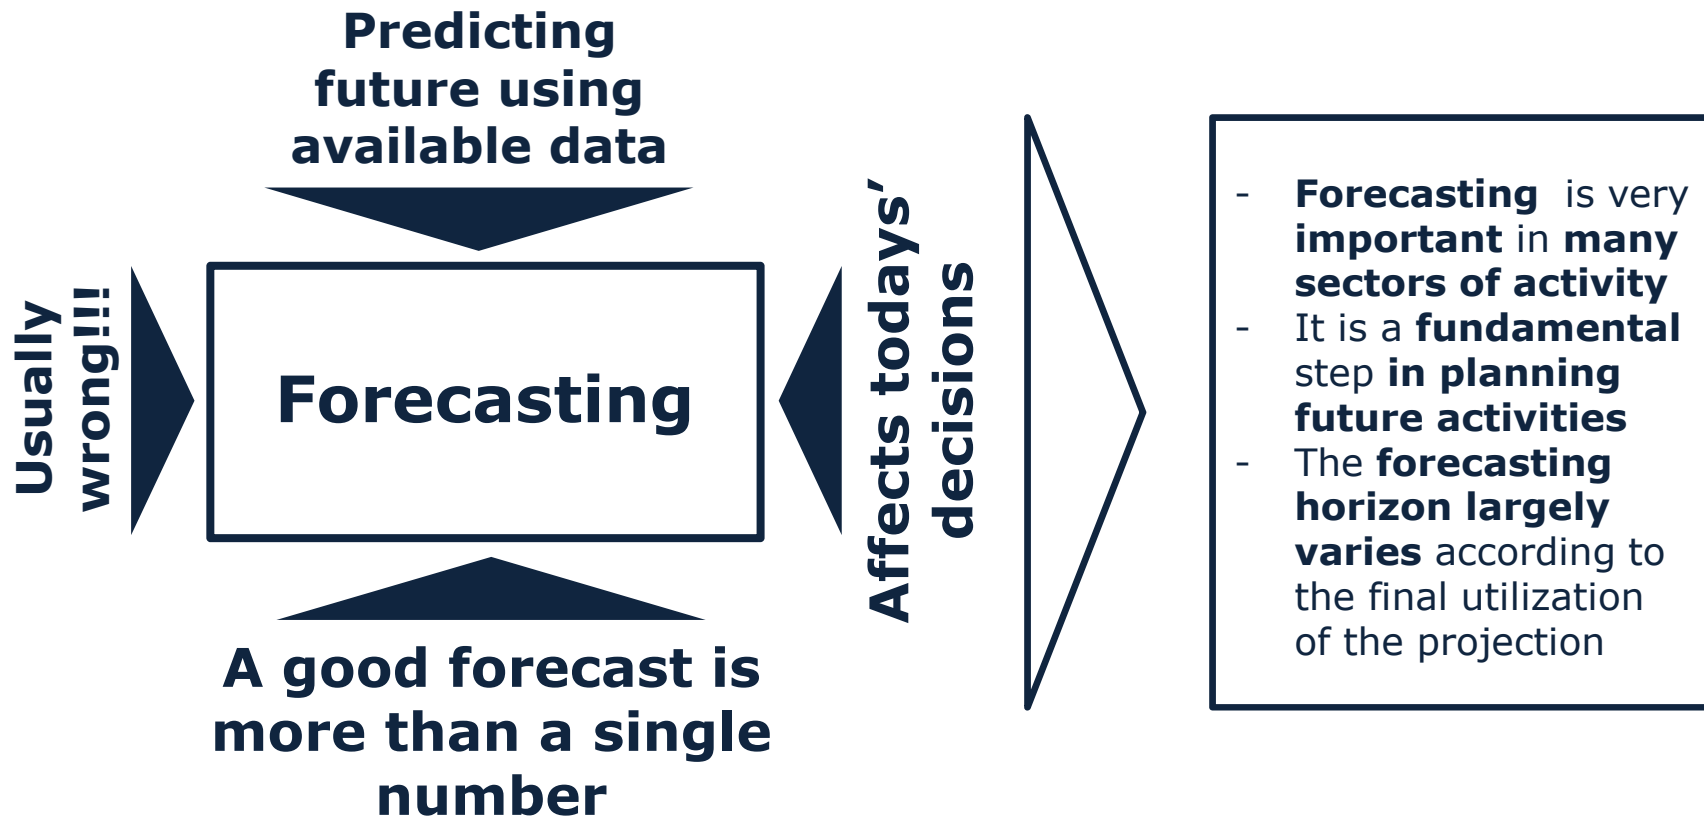 Predicting
future using
available data
Usually
wrong!!!
Forecasting
Affects todays’
decisions
A good forecast is
more than a single
number
- Forecasting is very
important in many
sectors of activity
- It is a fundamental
step in planning
future activities
- The forecasting
horizon largely
varies according to
the final utilization
of the projection